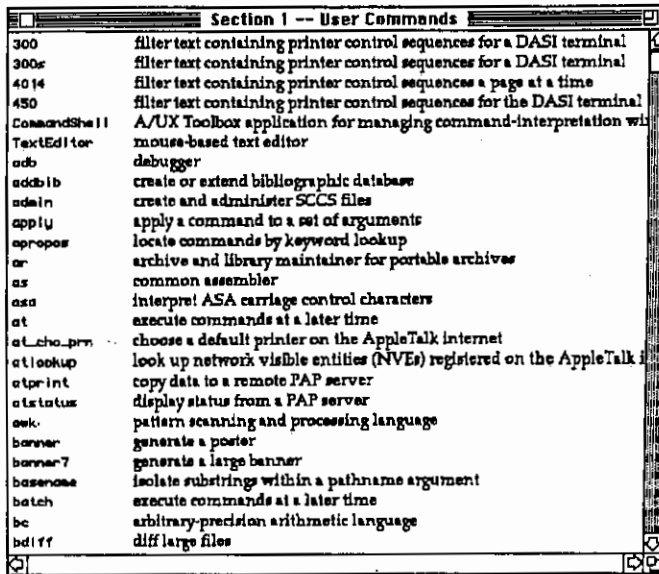 Section 1 -- User Commands
300 filter text containing printer control sequences for a DASI terminal
300s filter text containing printer control sequences for a DASI terminal
4014 filter text containing printer control sequences a page at a time
450 filter text containing printer control sequences for the DASI terminal
CommandShell A/UX Toolbox application for managing command-interpretation wi
TextEditor mouse-based text editor
adb debugger
addbib create or extend bibliographic database
admin create and administer SCCS files
apply apply a command to a set of arguments
apropos locate commands by keyword lookup
ar archive and library maintainer for portable archives
as common assembler
asa interpret ASA carriage control characters
at execute commands at a later time
at_cho_prn choose a default printer on the AppleTalk internet
atlookup look up network visible entities (NVEs) registered on the AppleTalk i
atprint copy data to a remote PAP server
atstatus display status from a PAP server
awk pattern scanning and processing language
banner generate a poster
banner7 generate a large banner
basename isolate substrings within a pathname argument
batch execute commands at a later time
bc arbitrary-precision arithmetic language
bdiff diff large files